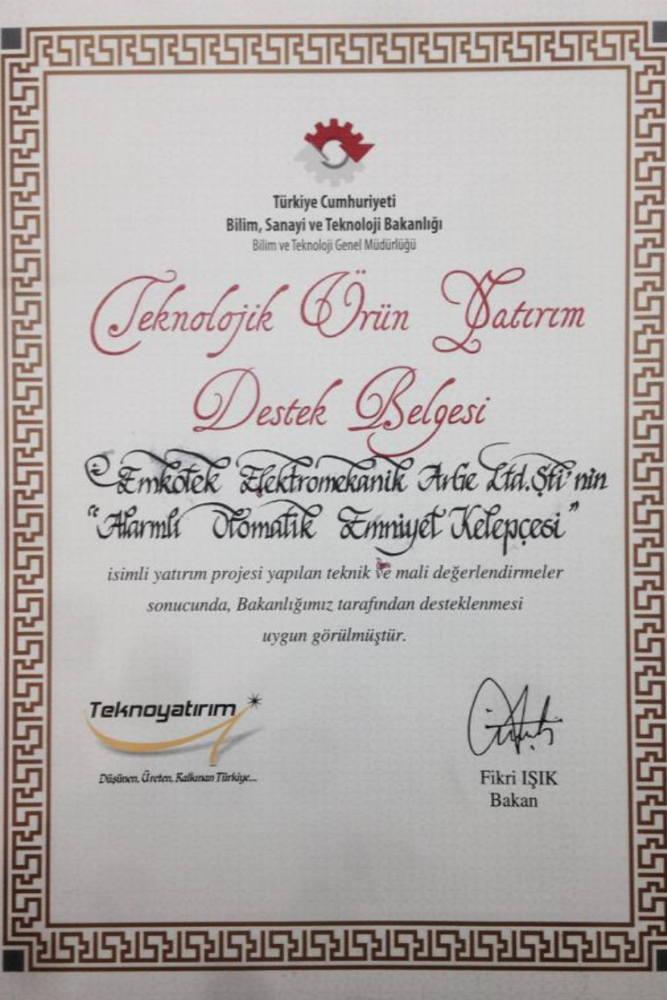 Türkiye Cumhuriyeti
Bilim, Sanayi ve Teknoloji Bakanlığı
Bilim ve Teknoloji Genel Müdürlüğü
Teknolojik Ürün Yatırım
Destek Belgesi
Emkotek Elektromekanik ArGe Ltd.Şti'nin
"Alarmlı Otomatik Emniyet Kelepçesi"
isimli yatırım projesi yapılan teknik ve mali değerlendirmeler
sonucunda, Bakanlığımız tarafından desteklenmesi
uygun görülmüştür.
Teknoyatırım
Düşünen, Üreten, Kalkınan Türkiye...
Fikri IŞIK
Bakan